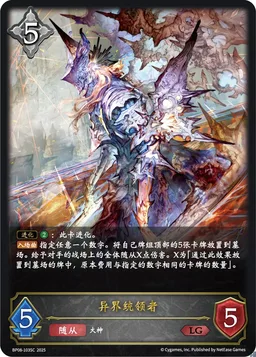 5
进化 2：此卡进化。
入场曲 指定任意一个数字。将自己牌组顶部的5张卡牌放置到墓
场。给予对手的战场上的全体随从X点伤害。X为「通过此效果放
置到墓场的牌中，原本费用与指定的数字相同的卡牌的数量」。
异界统领者
5
随从 大神 LG
5
BP06-103SC 2025
© Cygames, Inc. Published by NetEase Games